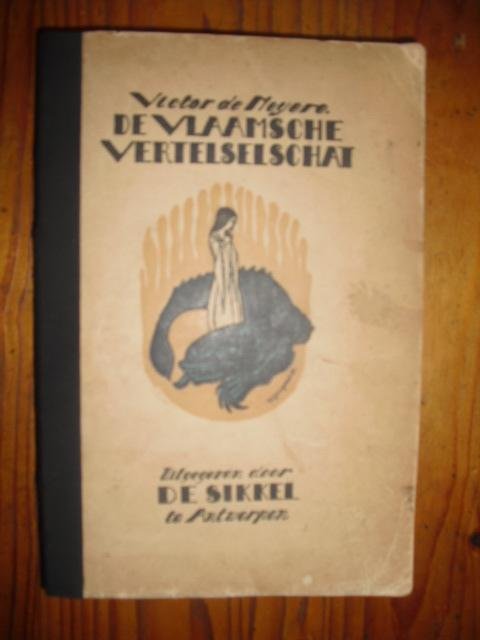 Victor de Meyere.
DE VLAAMSCHE
VERTELSELSCHAT
Uitgegeven door
DE SIKKEL
te Antwerpen